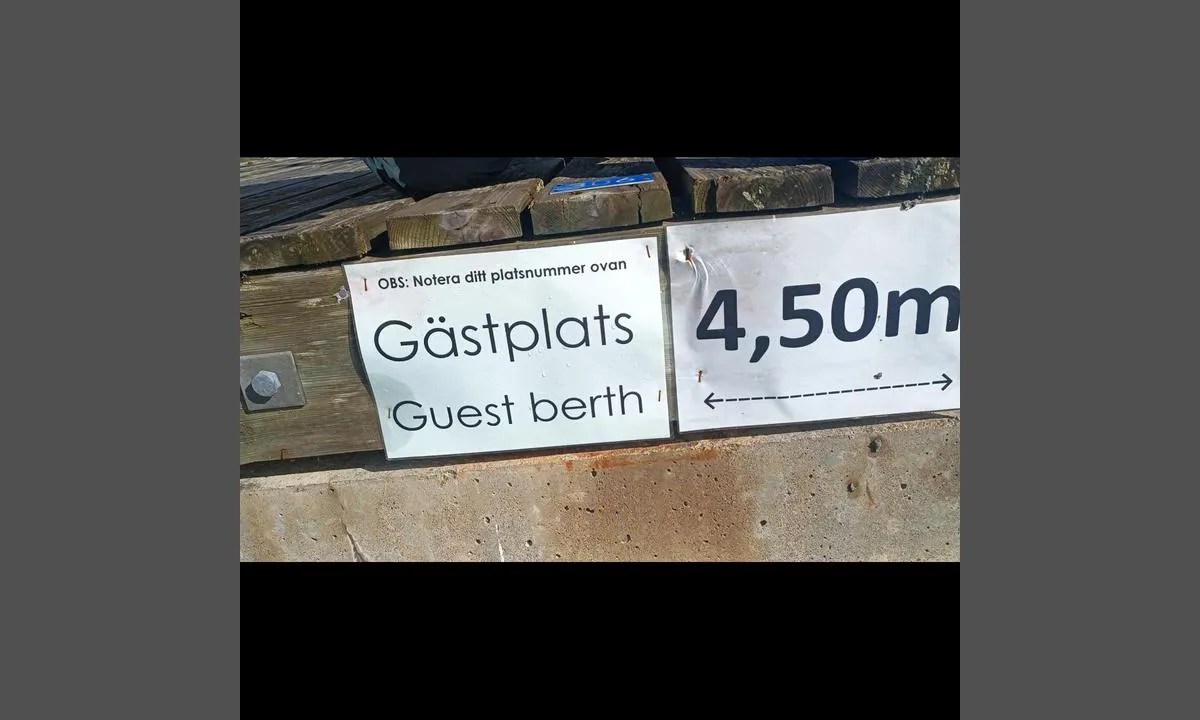 OBS: Notera ditt platsnummer ovan
Gästplats
Guest berth
4,50m